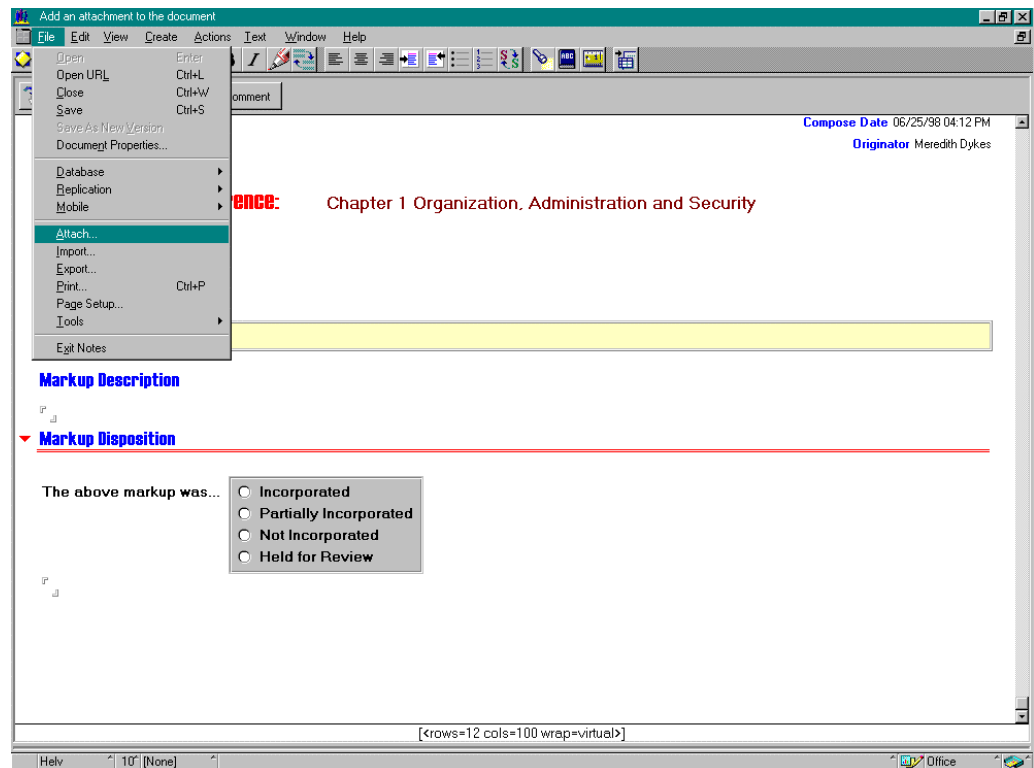 Add an attachment to the document
File Edit View Create Actions Text Window Help
Open Enter
Open URL Ctrl+L
Close Ctrl+W
Save Ctrl+S
Save As New Version
Document Properties...
Database
Replication
Mobile
Attach...
Import...
Export...
Print... Ctrl+P
Page Setup...
Tools
Exit Notes
omment
Compose Date 06/25/98 04:12 PM
Originator Meredith Dykes
ence: Chapter 1 Organization, Administration and Security
Markup Description
Markup Disposition
The above markup was...
Incorporated
Partially Incorporated
Not Incorporated
Held for Review
[<rows=12 cols=100 wrap=virtual>]
Helv 10 [None] Office